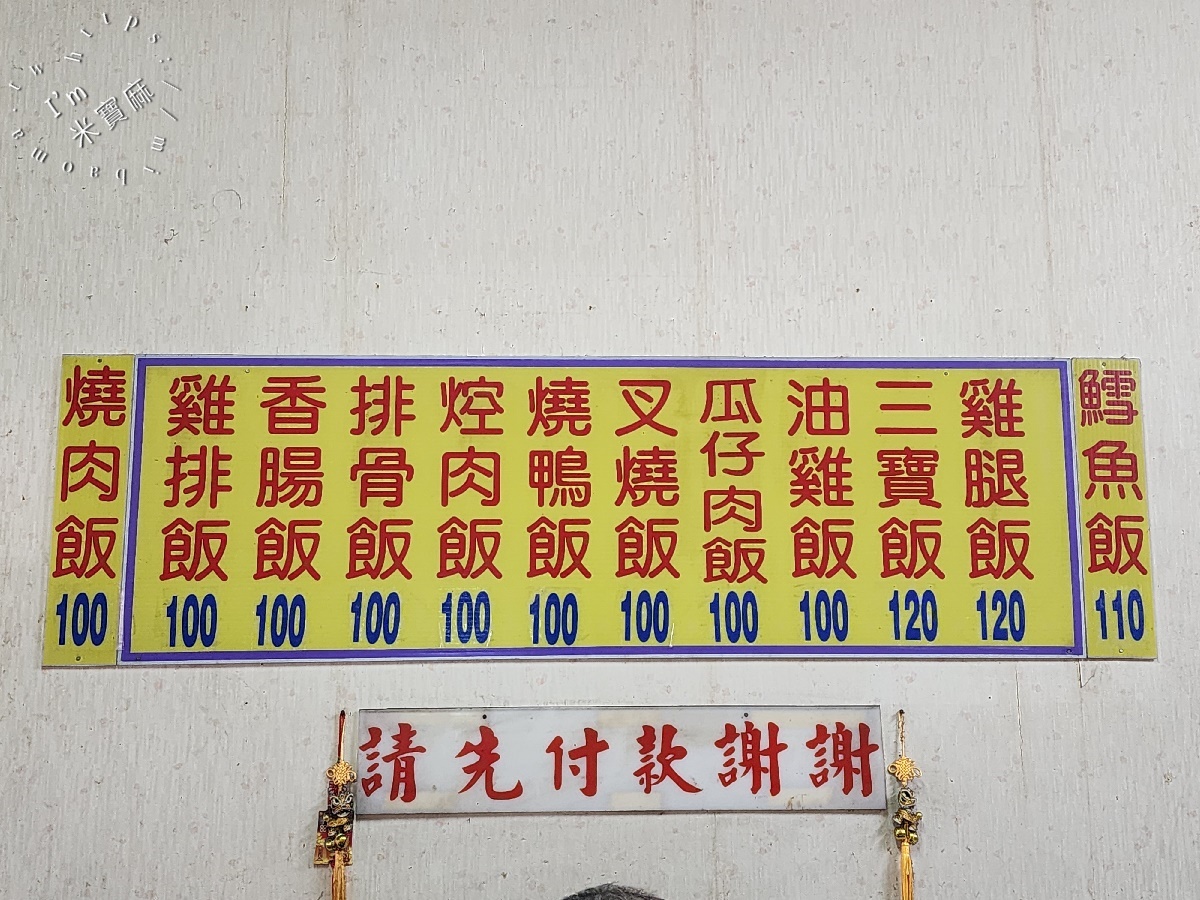 https://mibaoma.tw
I'm
米寶麻
鱈魚飯 110
雞腿飯 120
三寶飯 120
油雞飯 100
瓜仔肉飯 100
叉燒飯 100
燒鴨飯 100
焢肉飯 100
排骨飯 100
香腸飯 100
雞排飯 100
燒肉飯 100
請先付款謝謝